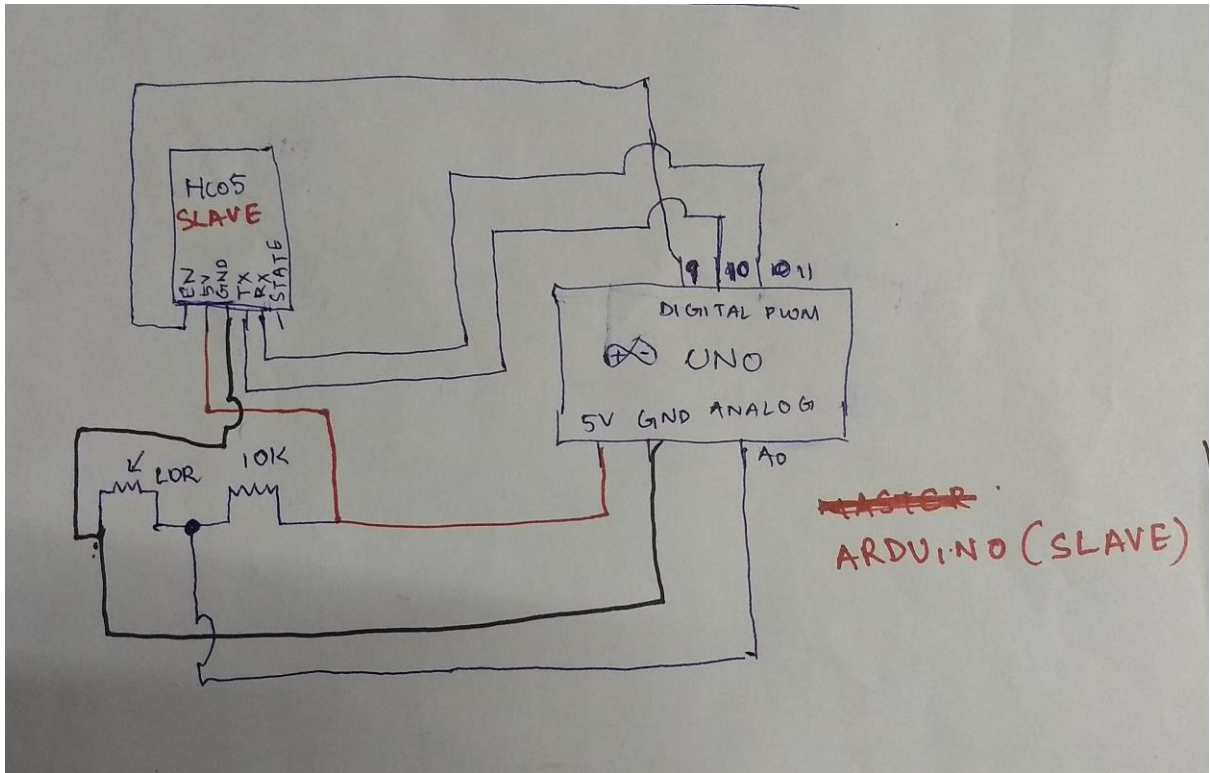 HC05
SLAVE
EN
5V
GND
TX
RX
STATE
9 10 11
DIGITAL PWM
UNO
5V GND ANALOG
A0
LDR 10K
MASTER
ARDUINO (SLAVE)